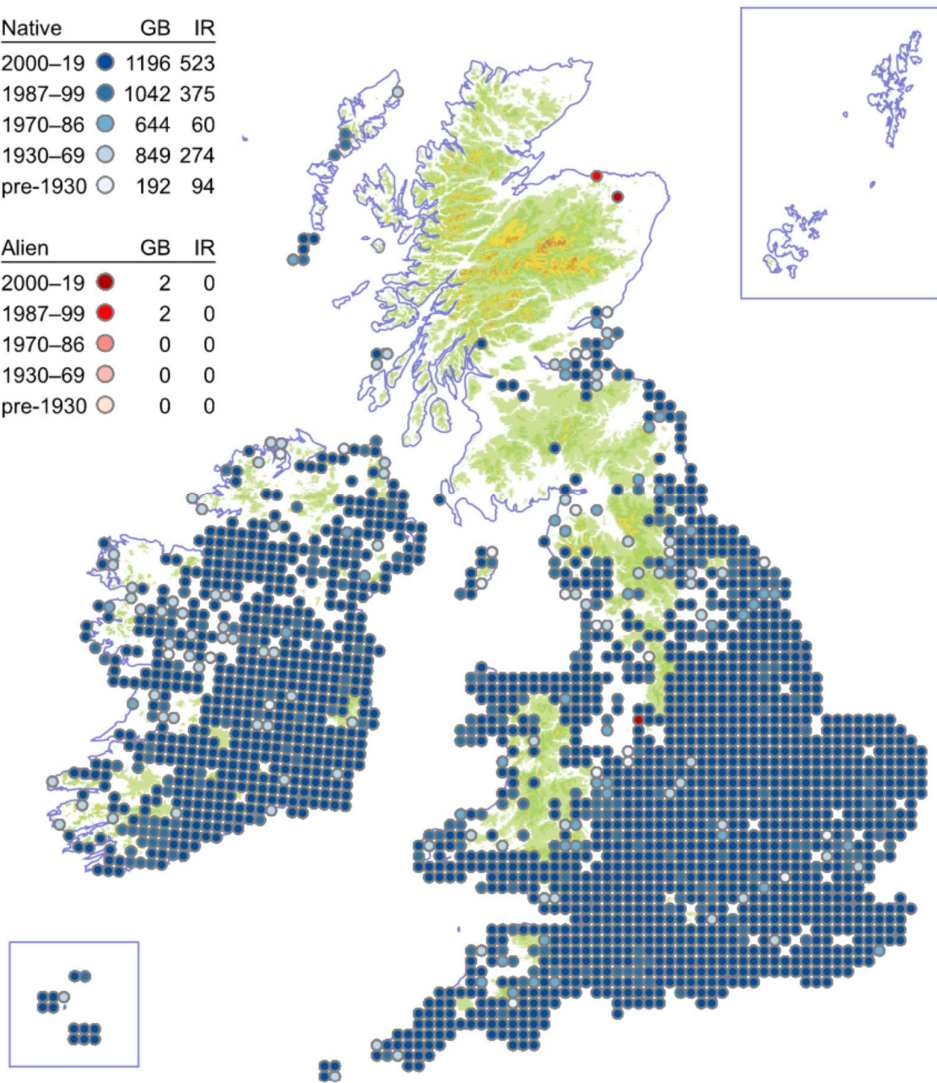 Native GB IR
2000–19 1196 523
1987–99 1042 375
1970–86 644 60
1930–69 849 274
pre-1930 192 94
Alien GB IR
2000–19 2 0
1987–99 2 0
1970–86 0 0
1930–69 0 0
pre-1930 0 0